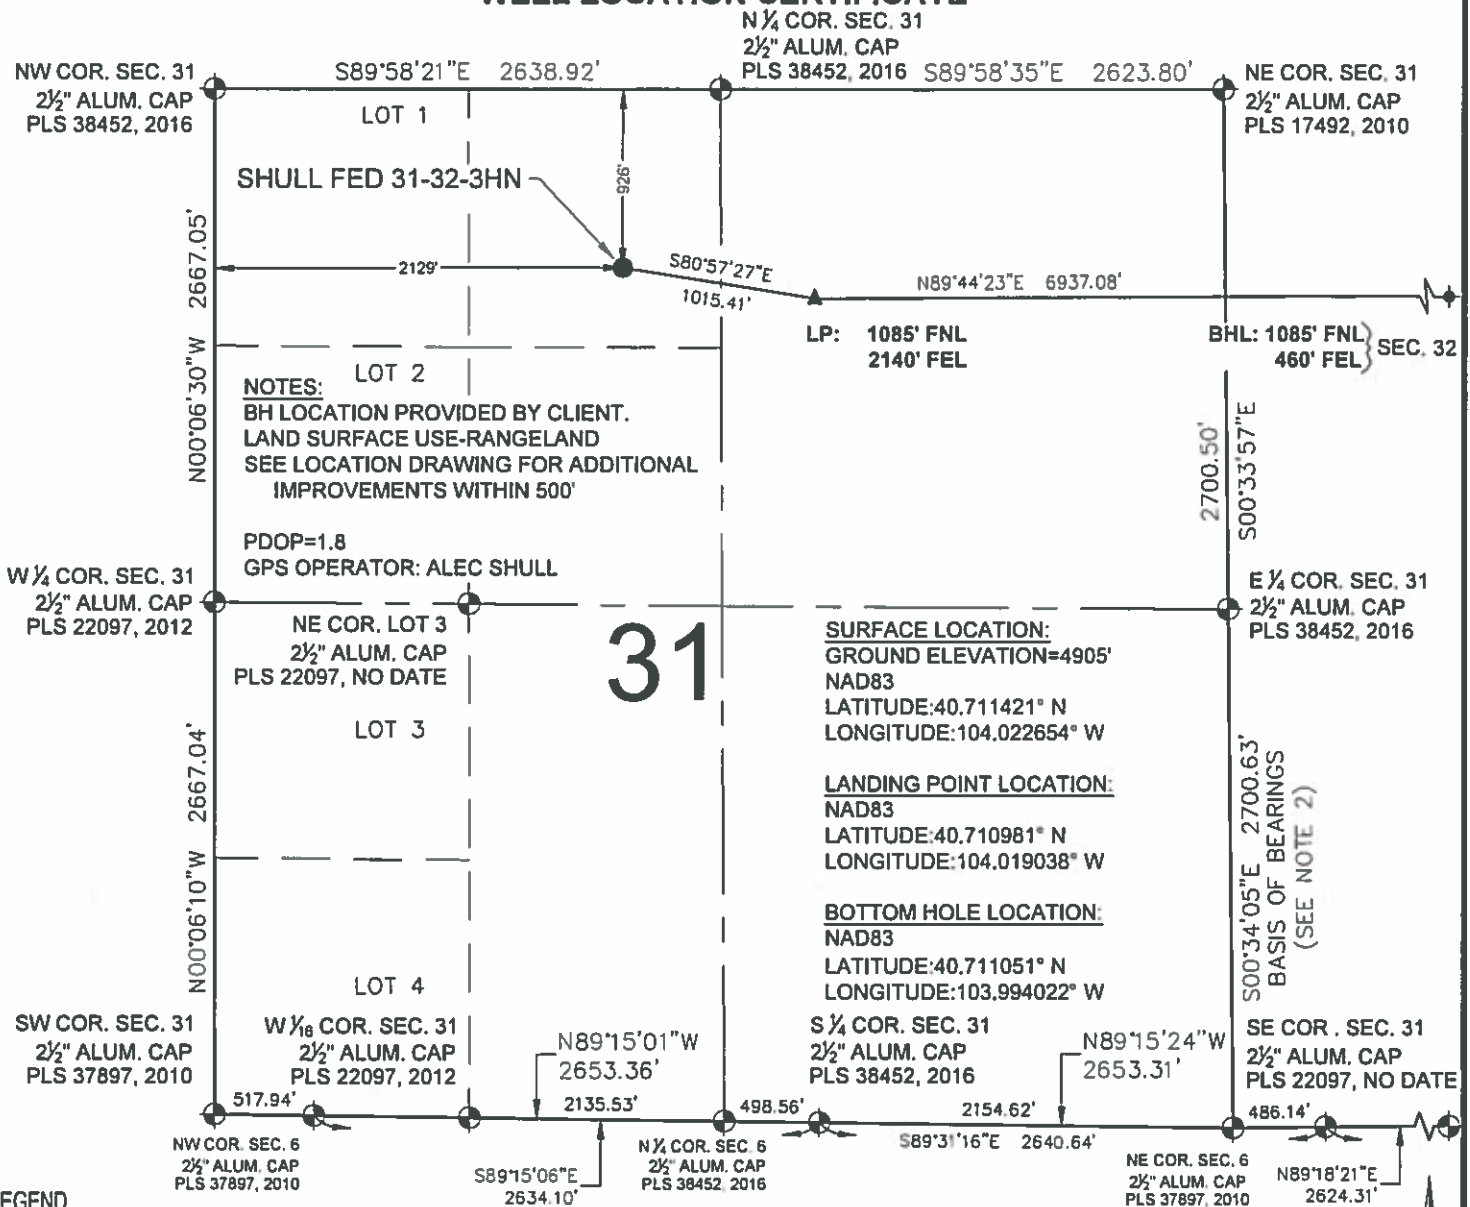 WELL LOCATION CERTIFICATE
N ¼ COR. SEC. 31
2½" ALUM. CAP
PLS 38452, 2016
NW COR. SEC. 31
2½" ALUM. CAP
PLS 38452, 2016
S89°58'21"E 2638.92'
S89°58'35"E 2623.80'
NE COR. SEC. 31
2½" ALUM. CAP
PLS 17492, 2010
LOT 1
926'
SHULL FED 31-32-3HN
2667.05'
N00°06'30"W
2129'
S80°57'27"E
1015.41'
N89°44'23"E 6937.08'
LP: 1085' FNL
2140' FEL
BHL: 1085' FNL
460' FEL
SEC. 32
LOT 2
NOTES:
BH LOCATION PROVIDED BY CLIENT.
LAND SURFACE USE-RANGELAND
SEE LOCATION DRAWING FOR ADDITIONAL
IMPROVEMENTS WITHIN 500'
PDOP=1.8
GPS OPERATOR: ALEC SHULL
2700.50'
S00°33'57"E
W ¼ COR. SEC. 31
2½" ALUM. CAP
PLS 22097, 2012
NE COR. LOT 3
2½" ALUM. CAP
PLS 22097, NO DATE
31
E ¼ COR. SEC. 31
2½" ALUM. CAP
PLS 38452, 2016
SURFACE LOCATION:
GROUND ELEVATION=4905'
NAD83
LATITUDE:40.711421° N
LONGITUDE:104.022654° W
LANDING POINT LOCATION:
NAD83
LATITUDE:40.710981° N
LONGITUDE:104.019038° W
BOTTOM HOLE LOCATION:
NAD83
LATITUDE:40.711051° N
LONGITUDE:103.994022° W
LOT 3
N00°06'10"W 2667.04'
S00°34'05"E 2700.63'
BASIS OF BEARINGS
(SEE NOTE 2)
LOT 4
SW COR. SEC. 31
2½" ALUM. CAP
PLS 37897, 2010
W 1⁄16 COR. SEC. 31
2½" ALUM. CAP
PLS 22097, 2012
N89°15'01"W
2653.36'
S ¼ COR. SEC. 31
2½" ALUM. CAP
PLS 38452, 2016
N89°15'24"W
2653.31'
SE COR . SEC. 31
2½" ALUM. CAP
PLS 22097, NO DATE
517.94'
2135.53'
498.56'
2154.62'
486.14'
NW COR. SEC. 6
2½" ALUM. CAP
PLS 37897, 2010
S89°15'06"E
2634.10'
N ¼ COR. SEC. 6
2½" ALUM. CAP
PLS 38452, 2016
S89°31'16"E 2640.64'
NE COR. SEC. 6
2½" ALUM. CAP
PLS 37897, 2010
N89°18'21"E
2624.31'
EGEND